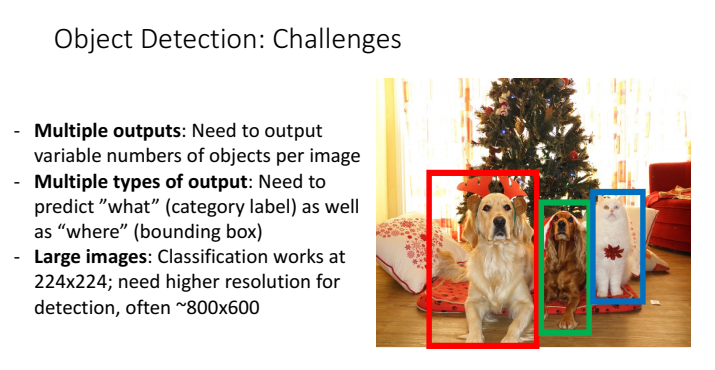 Object Detection: Challenges
- Multiple outputs: Need to output
variable numbers of objects per image
- Multiple types of output: Need to
predict ”what” (category label) as well
as “where” (bounding box)
- Large images: Classification works at
224x224; need higher resolution for
detection, often ~800x600